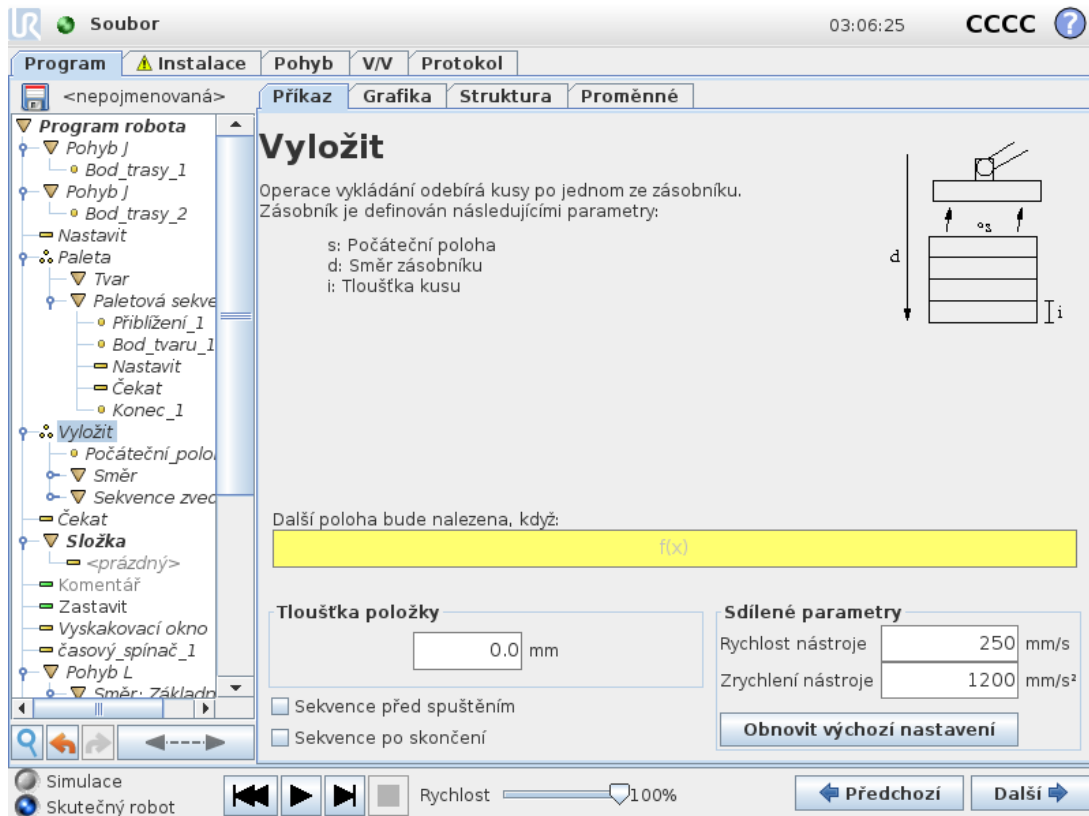 Soubor
03:06:25
CCCC
?
Program
Instalace
Pohyb
V/V
Protokol
<nepojmenovaná>
Příkaz
Grafika
Struktura
Proměnné
Program robota
Pohyb J
Bod_trasy_1
Pohyb J
Bod_trasy_2
Nastavit
Paleta
Tvar
Paletová sekve
Přiblížení_1
Bod_tvaru_1
Nastavit
Čekat
Konec_1
Vyložit
Počáteční_polo
Směr
Sekvence zved
Čekat
Složka
<prázdný>
Komentář
Zastavit
Vyskakovací okno
časový_spínač_1
Pohyb L
Směr: Základn
Vyložit
Operace vykládání odebírá kusy po jednom ze zásobníku.
Zásobník je definován následujícími parametry:
s: Počáteční poloha
d: Směr zásobníku
i: Tloušťka kusu
s
d
i
Další poloha bude nalezena, když:
f(x)
Tloušťka položky
0.0 mm
Sekvence před spuštěním
Sekvence po skončení
Sdílené parametry
Rychlost nástroje 250 mm/s
Zrychlení nástroje 1200 mm/s²
Obnovit výchozí nastavení
Simulace
Skutečný robot
Rychlost 100%
Předchozí
Další